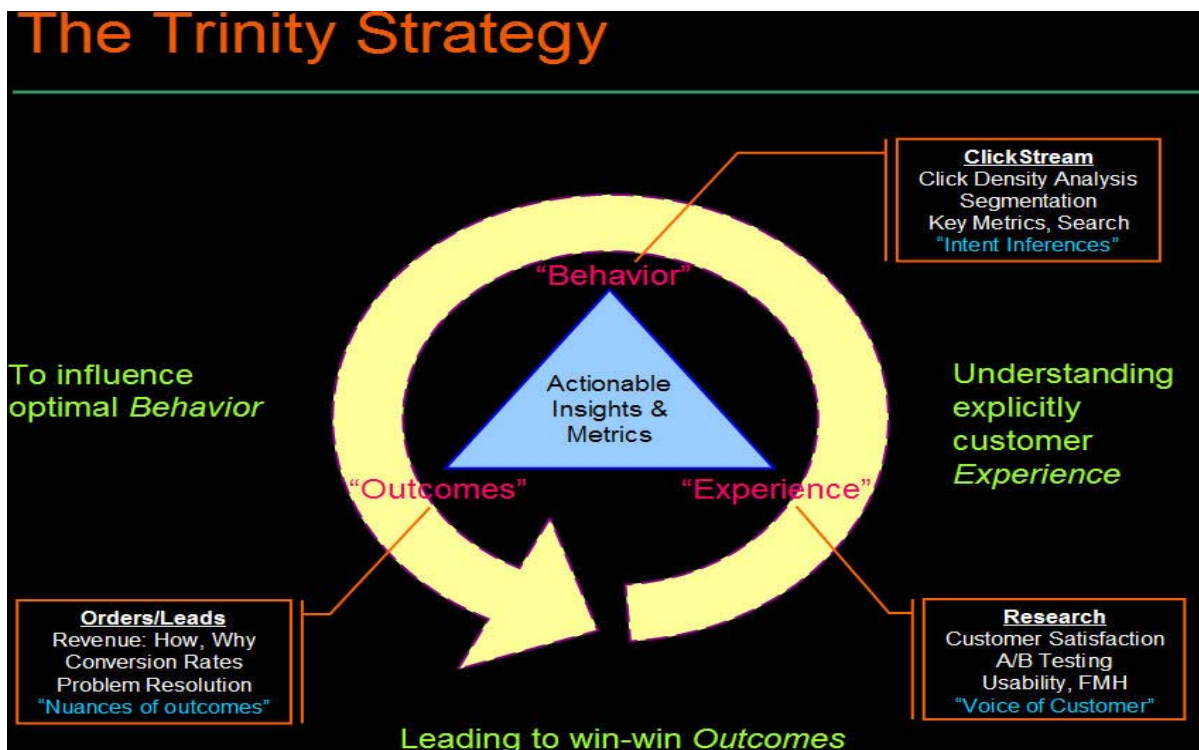 The Trinity Strategy
ClickStream
Click Density Analysis
Segmentation
Key Metrics, Search
“Intent Inferences”
“Behavior”
To influence
optimal Behavior
Actionable
Insights &
Metrics
Understanding
explicitly
customer
Experience
“Outcomes”
“Experience”
Orders/Leads
Revenue: How, Why
Conversion Rates
Problem Resolution
“Nuances of outcomes”
Research
Customer Satisfaction
A/B Testing
Usability, FMH
“Voice of Customer”
Leading to win-win Outcomes